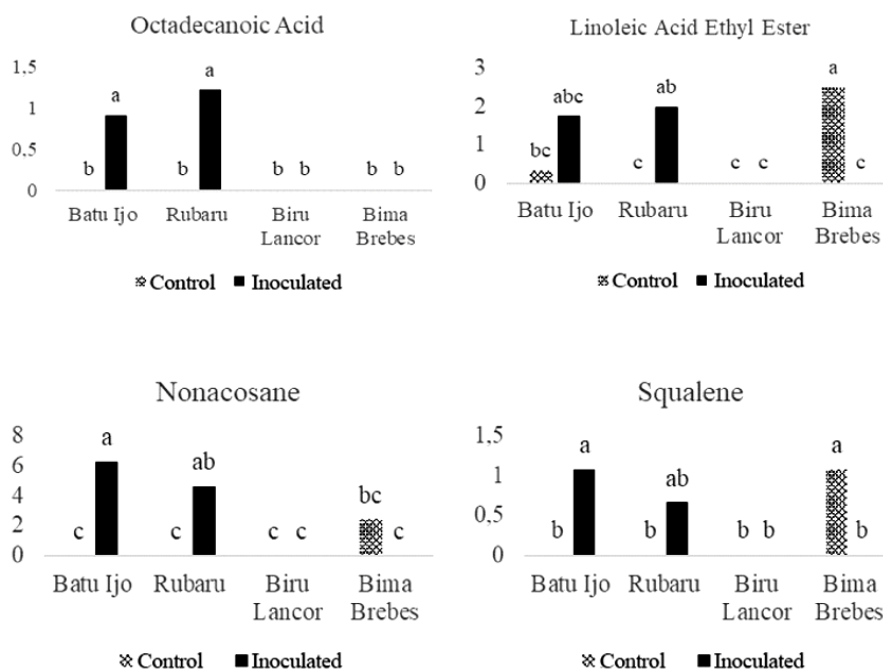 Octadecanoic Acid
1,5
1
0,5
0
b a b a b b b b
Batu Ijo Rubaru Biru Lancor Bima Brebes
Control Inoculated
Linoleic Acid Ethyl Ester
3
2
1
0
bc abc c ab c c a c
Batu Ijo Rubaru Biru Lancor Bima Brebes
Control Inoculated
Nonacosane
8
6
4
2
0
c a c ab c c bc c
Batu Ijo Rubaru Biru Lancor Bima Brebes
Control Inoculated
Squalene
1,5
1
0,5
0
b a b ab b b a b
Batu Ijo Rubaru Biru Lancor Bima Brebes
Control Inoculated